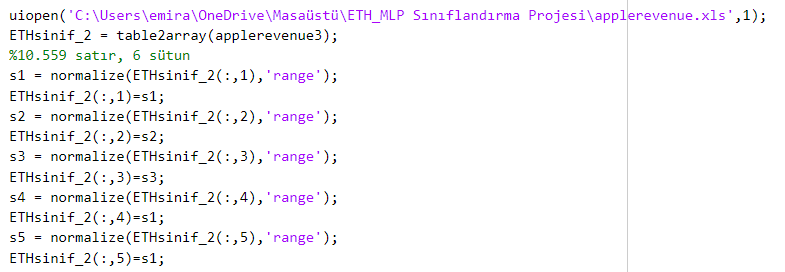 uiopen('C:\Users\emira\OneDrive\Masaüstü\ETH_MLP Sınıflandırma Projesi\applerevenue.xls',1);
ETHsinif_2 = table2array(applerevenue3);
%10.559 satır, 6 sütun
s1 = normalize(ETHsinif_2(:,1),'range');
ETHsinif_2(:,1)=s1;
s2 = normalize(ETHsinif_2(:,2),'range');
ETHsinif_2(:,2)=s2;
s3 = normalize(ETHsinif_2(:,3),'range');
ETHsinif_2(:,3)=s3;
s4 = normalize(ETHsinif_2(:,4),'range');
ETHsinif_2(:,4)=s1;
s5 = normalize(ETHsinif_2(:,5),'range');
ETHsinif_2(:,5)=s1;